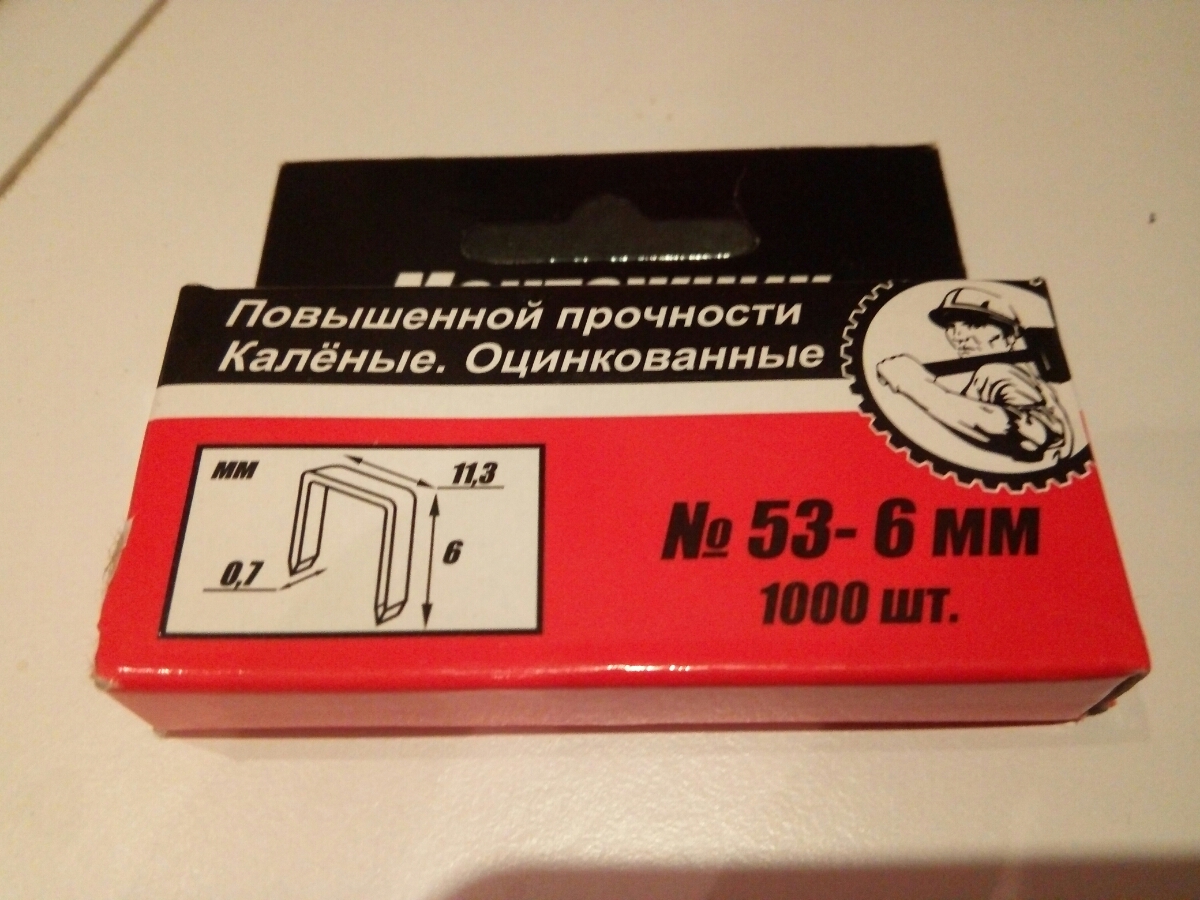 Повышенной прочности
Калёные. Оцинкованные
мм
11,3
6
0,7
№ 53- 6 мм
1000 шт.